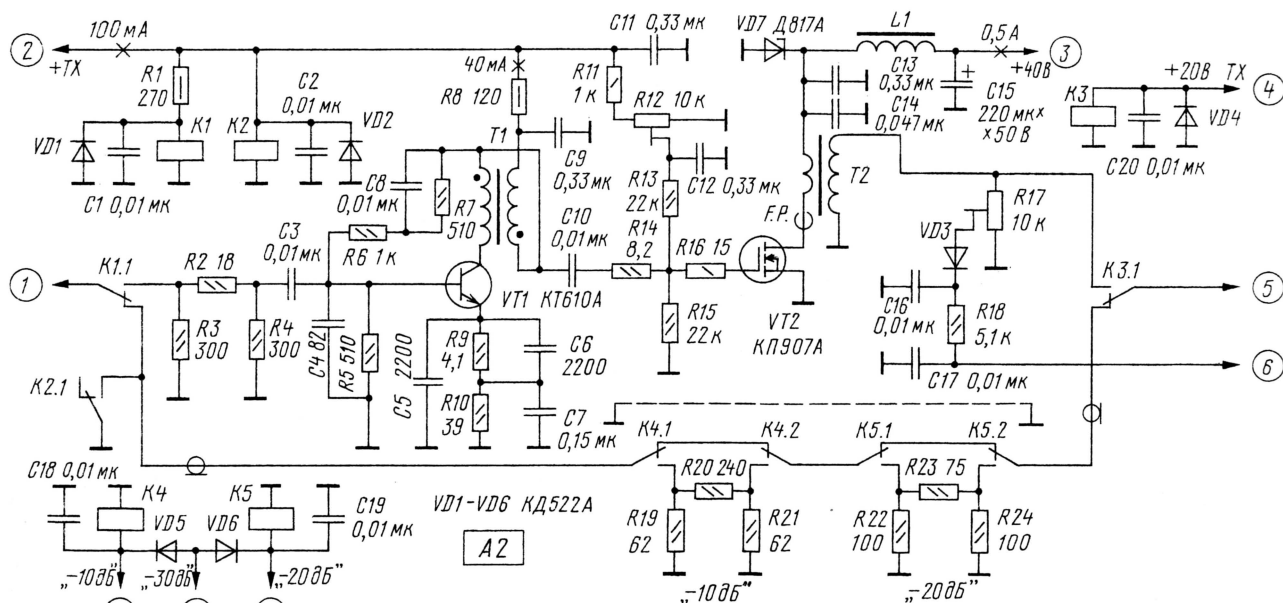 2
100 мА
+TX
R1
270
C2
0,01 мк
VD1
K1
K2
VD2
C1 0,01 мк
40 мА
R8 120
T1
C8
0,01 мк
R7
510
C9
0,33 мк
C11 0,33 мк
R11
1 к
R12 10 к
C12 0,33 мк
R13
22 к
C10
0,01 мк
R14
8,2
R16 15
R15
22 к
VD7 Д817А
L1
0,5 А
3
+40В
C13
0,33 мк
C14
0,047 мк
C15
220 мк×
×50 В
T2
F.P.
VT2
КП907А
+20В
TX
4
K3
VD4
C20 0,01 мк
R17
10 к
VD3
K3.1
5
C16
0,01 мк
R18
5,1 к
C17 0,01 мк
6
1
K1.1
R2 18
C3
0,01 мк
R6 1 к
VT1 КТ610А
R3
300
R4
300
C4 82
R5 510
C5 2200
R9
4,1
C6
2200
R10
39
C7
0,15 мк
K2.1
K4.1
K4.2
K5.1
K5.2
R20 240
R23 75
R19
62
R21
62
R22
100
R24
100
„-10дБ"
„-20дБ"
C18 0,01 мк
K4
K5
C19
0,01 мк
VD5
VD6
VD1-VD6 КД522А
A2
„-10дБ"
„-30дБ"
„-20дБ"